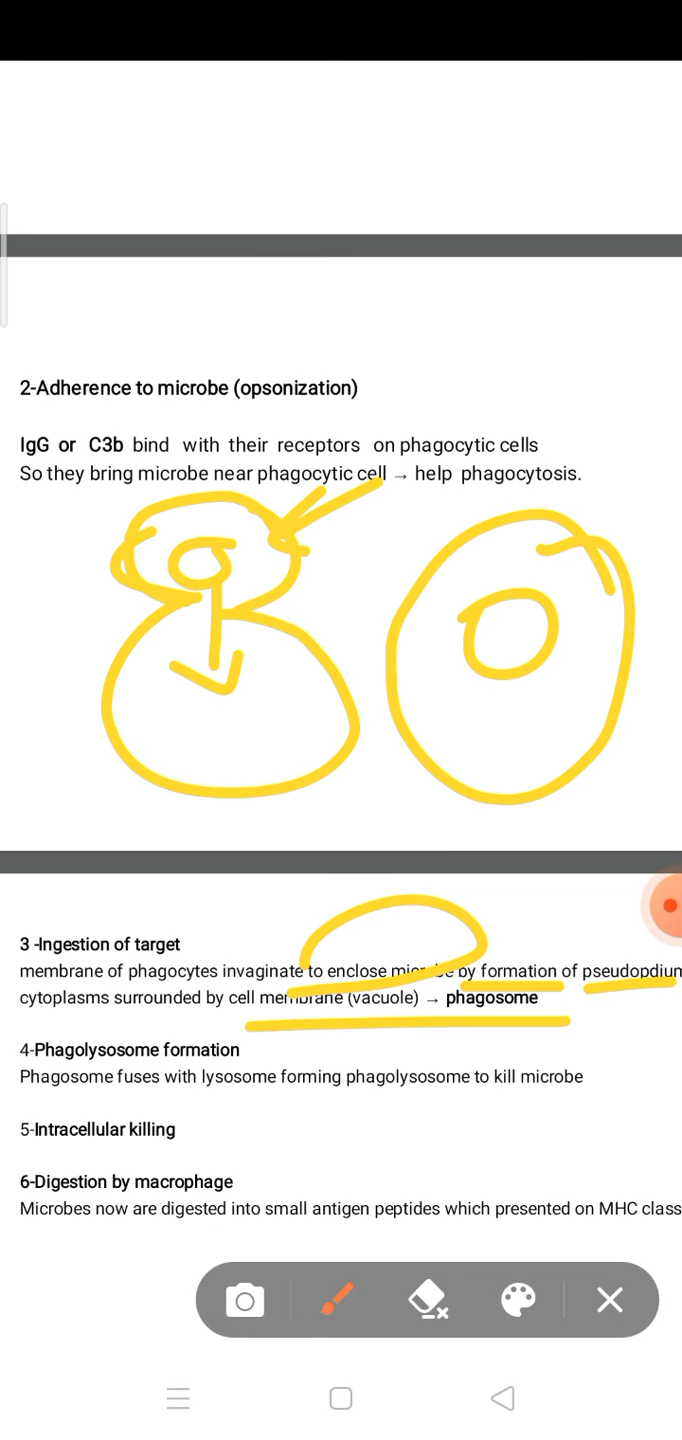 2-Adherence to microbe (opsonization)
IgG or C3b bind with their receptors on phagocytic cells
So they bring microbe near phagocytic cell → help phagocytosis.
3 -Ingestion of target
membrane of phagocytes invaginate to enclose microbe by formation of pseudopdium
cytoplasms surrounded by cell membrane (vacuole) → phagosome
4-Phagolysosome formation
Phagosome fuses with lysosome forming phagolysosome to kill microbe
5-Intracellular killing
6-Digestion by macrophage
Microbes now are digested into small antigen peptides which presented on MHC class